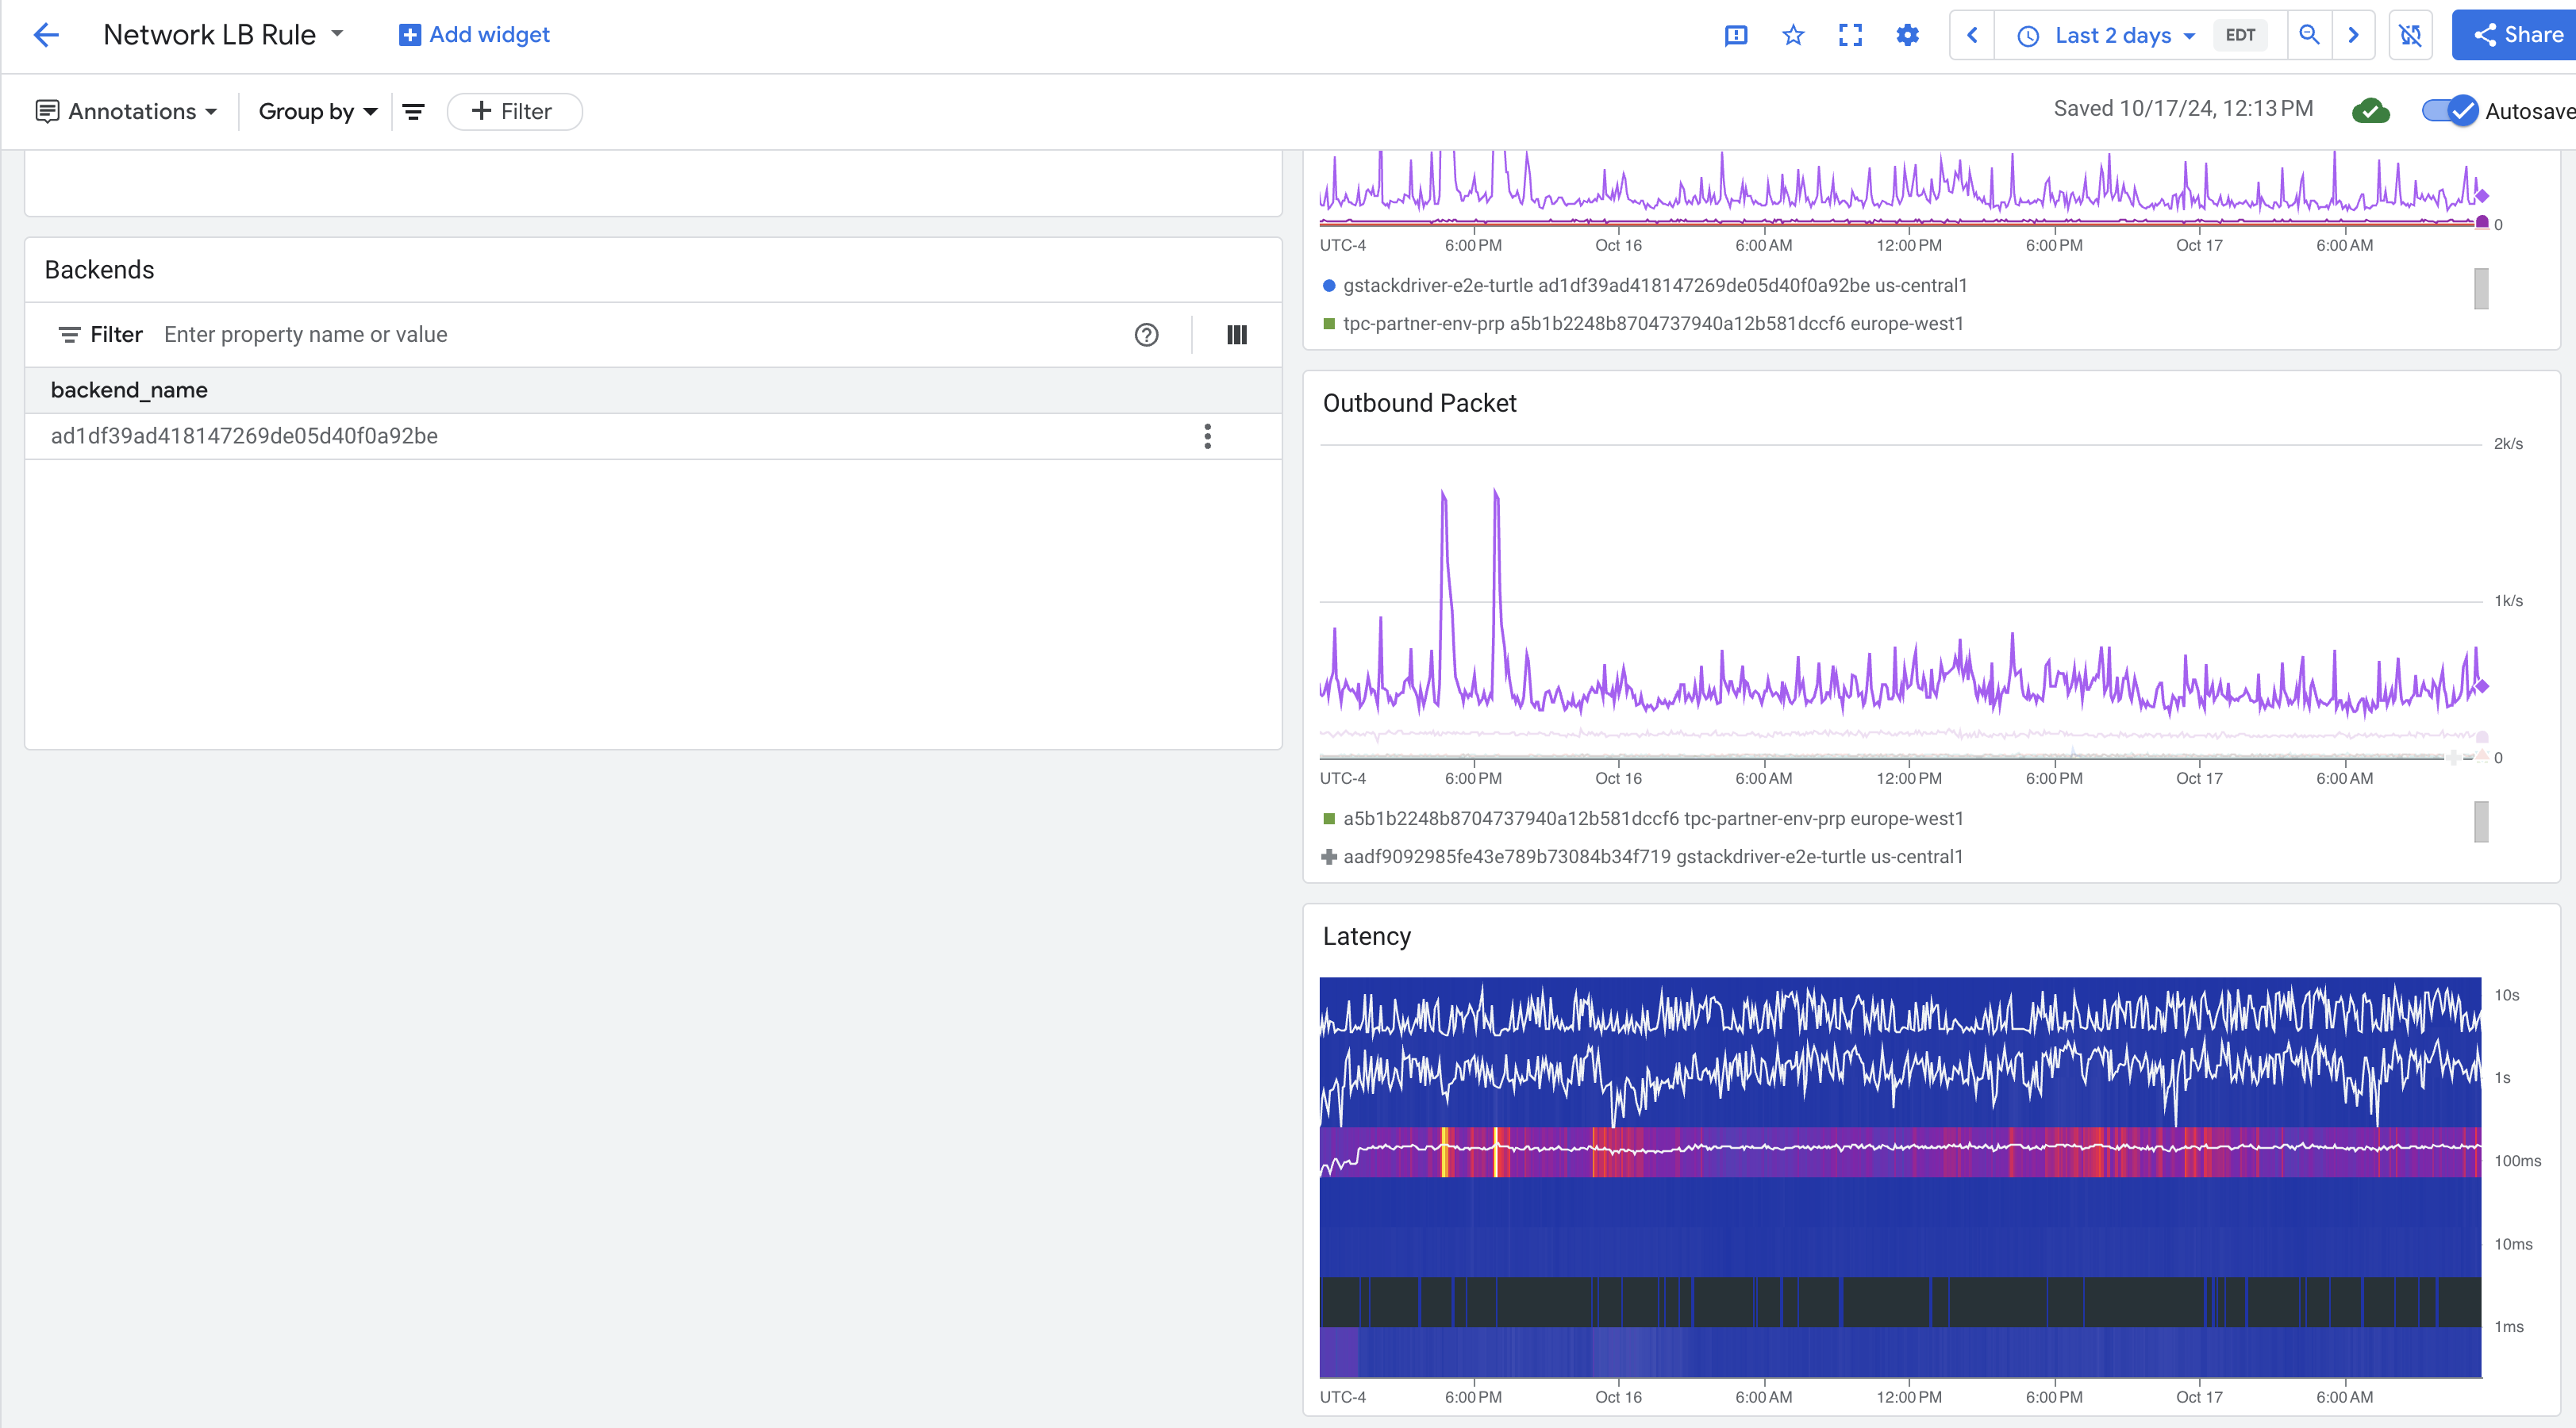 Network LB Rule
Add widget
Last 2 days
EDT
Share
Annotations
Group by
Filter
Saved 10/17/24, 12:13 PM
Autosave
Backends
Filter Enter property name or value
backend_name
ad1df39ad418147269de05d40f0a92be
0
UTC-4 6:00 PM Oct 16 6:00 AM 12:00 PM 6:00 PM Oct 17 6:00 AM
gstackdriver-e2e-turtle ad1df39ad418147269de05d40f0a92be us-central1
tpc-partner-env-prp a5b1b2248b8704737940a12b581dccf6 europe-west1
Outbound Packet
2k/s
1k/s
0
UTC-4 6:00 PM Oct 16 6:00 AM 12:00 PM 6:00 PM Oct 17 6:00 AM
a5b1b2248b8704737940a12b581dccf6 tpc-partner-env-prp europe-west1
aadf9092985fe43e789b73084b34f719 gstackdriver-e2e-turtle us-central1
Latency
10s
1s
100ms
10ms
1ms
UTC-4 6:00 PM Oct 16 6:00 AM 12:00 PM 6:00 PM Oct 17 6:00 AM